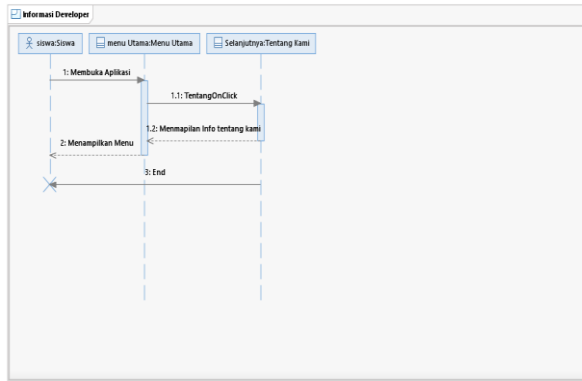 Informasi Developer
siswa:Siswa
menu Utama:Menu Utama
Selanjutnya:Tentang Kami
1: Membuka Aplikasi
1.1: TentangOnClick
1.2: Menmapilan Info tentang kami
2: Menampilkan Menu
3: End